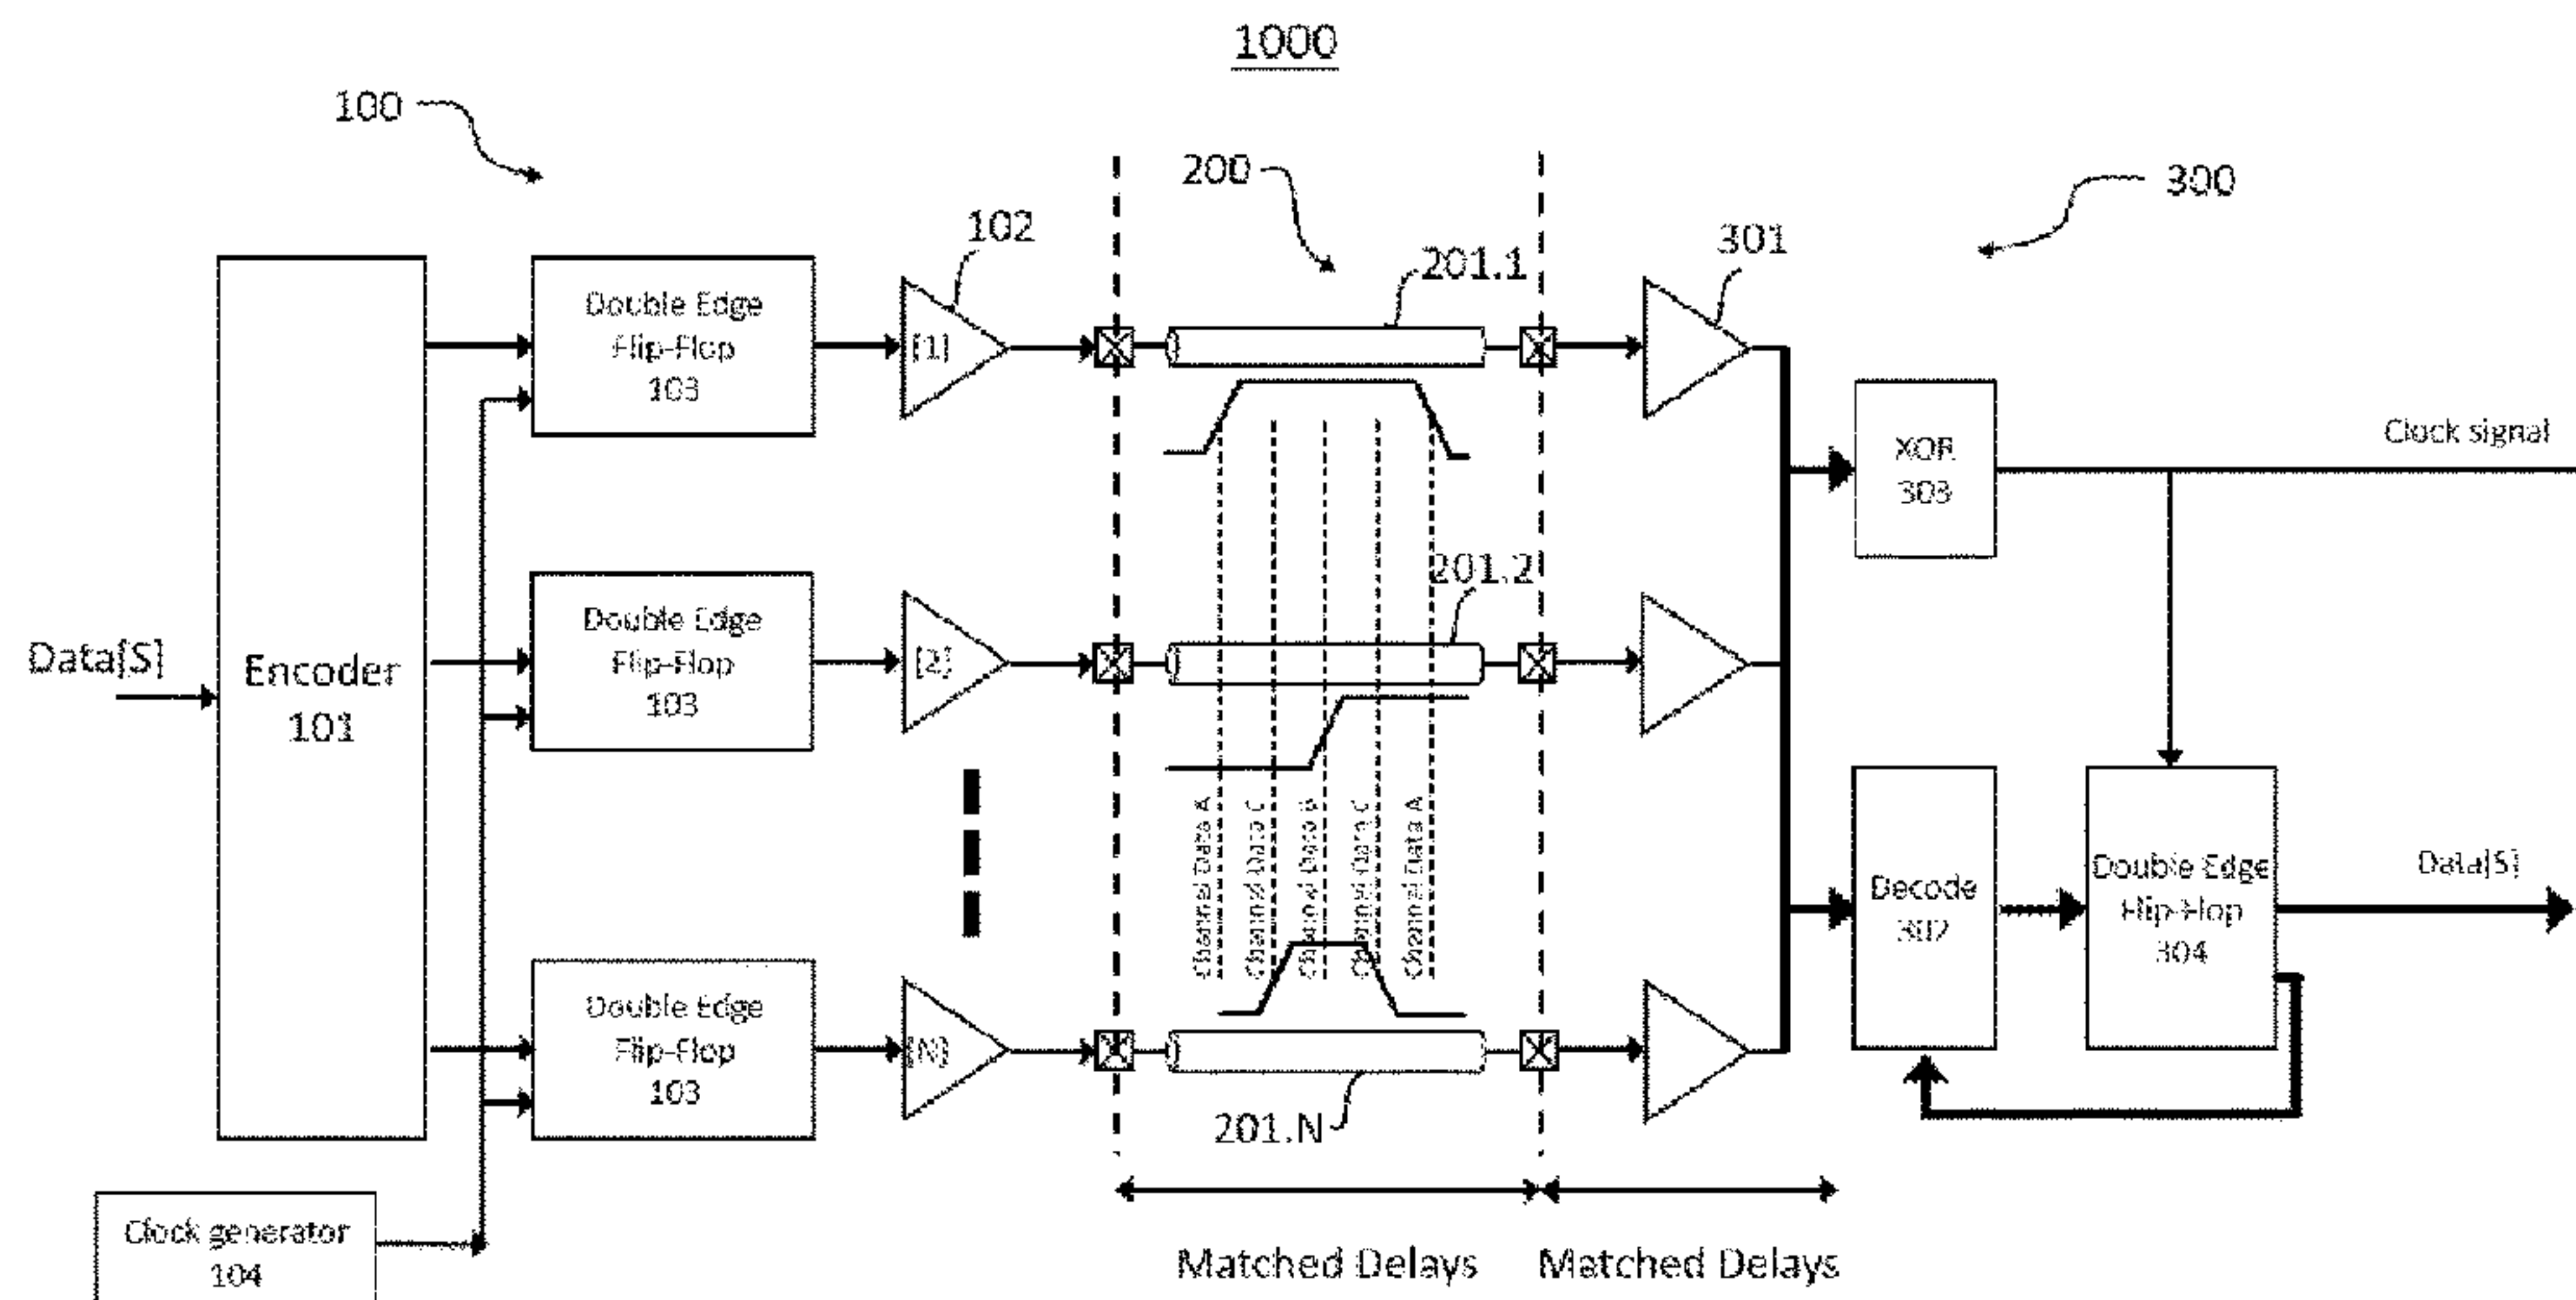 1000
100
200
300
102
201.1
301
Double Edge
Flip-Flop
103
[1]
XOR
303
Clock signal
201.2
Data[S]
Encoder
101
Double Edge
Flip-Flop
103
[2]
Channel Data A
Channel Data C
Channel Data B
Channel Data C
Channel Data A
Decode
302
Double Edge
Flip-Flop
304
Data[S]
Double Edge
Flip-Flop
103
[N]
201.N
Clock generator
104
Matched Delays
Matched Delays